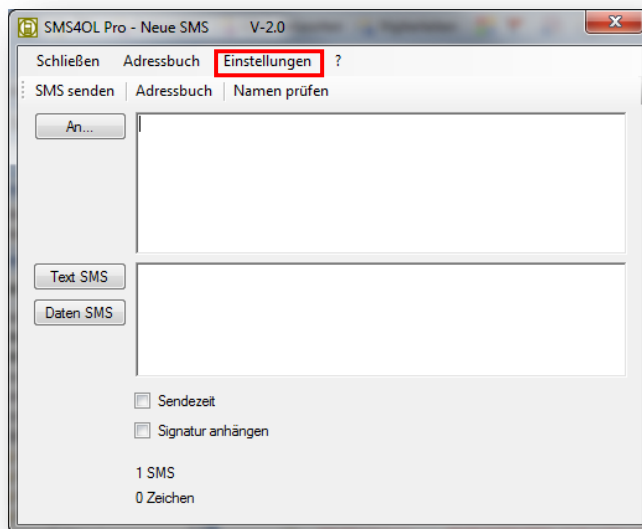 SMS4OL Pro - Neue SMS V-2.0
Schließen Adressbuch Einstellungen ?
SMS senden Adressbuch Namen prüfen
An...
Text SMS
Daten SMS
Sendezeit
Signatur anhängen
1 SMS
0 Zeichen